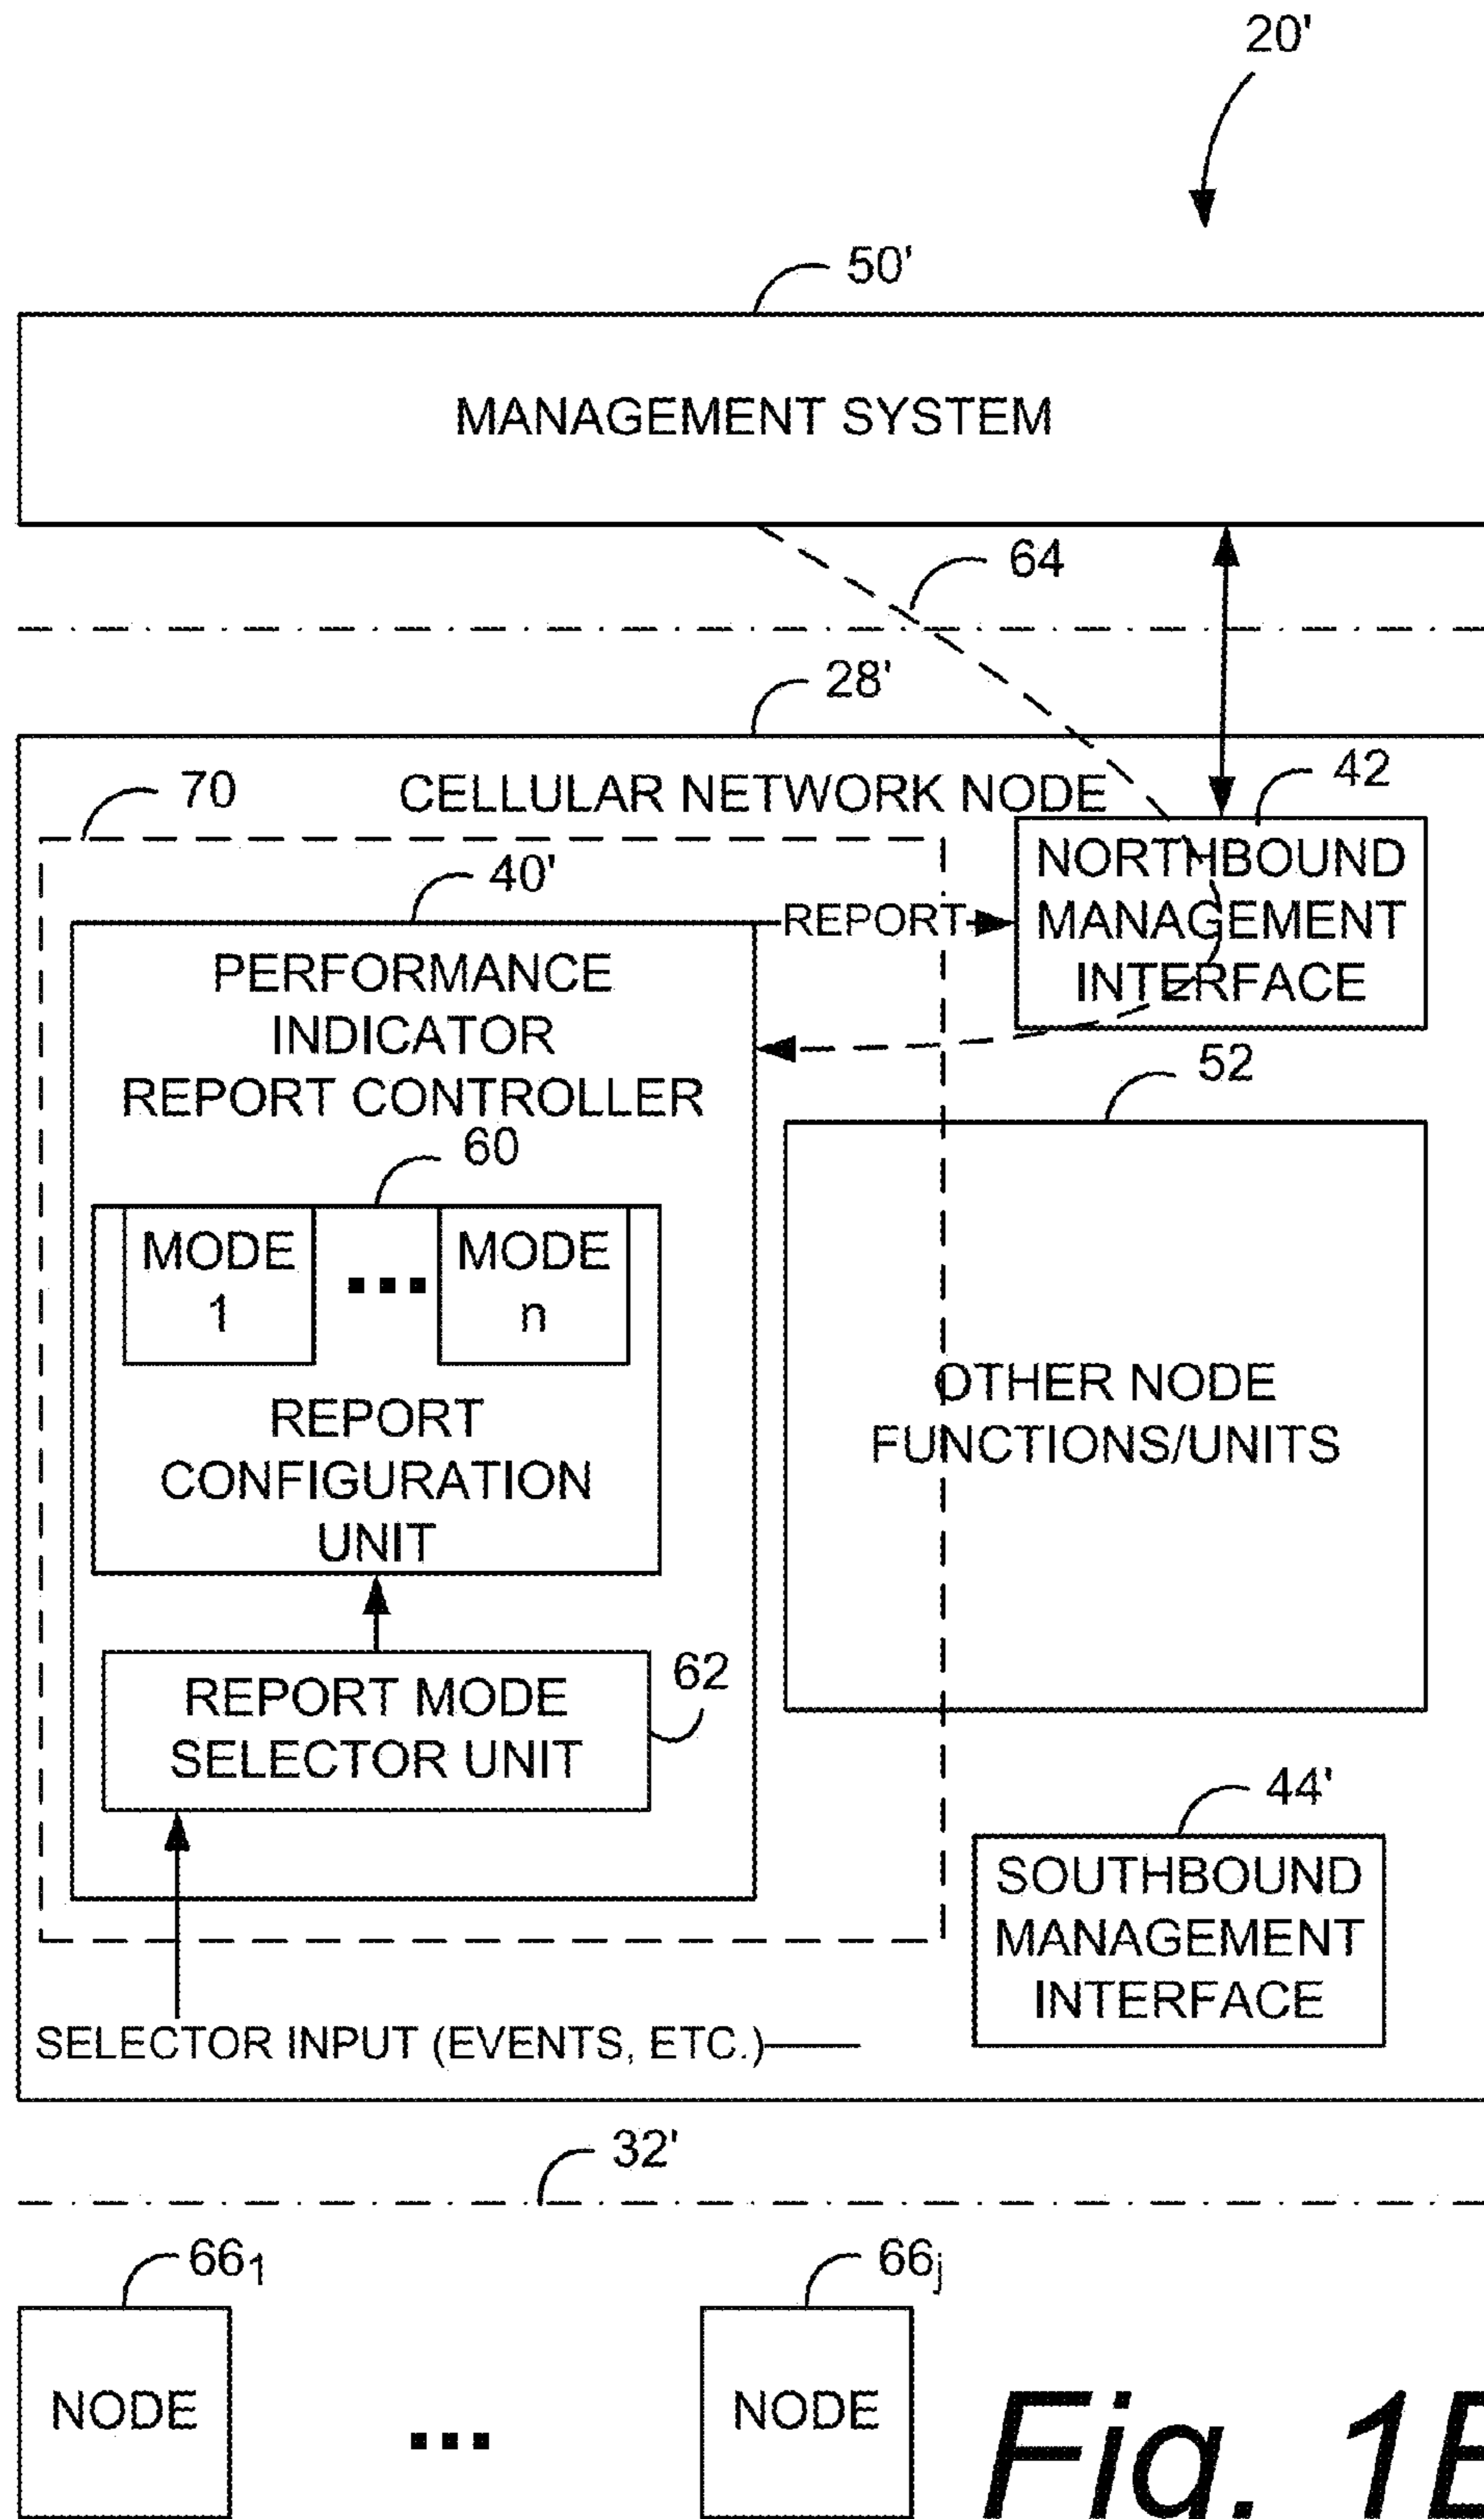 20'
50'
MANAGEMENT SYSTEM
64
28'
CELLULAR NETWORK NODE
70
42
40'
NORTHBOUND
MANAGEMENT
INTERFACE
REPORT
PERFORMANCE
INDICATOR
REPORT CONTROLLER
52
60
MODE
1
...
MODE
n
REPORT
CONFIGURATION
UNIT
OTHER NODE
FUNCTIONS/UNITS
62
REPORT MODE
SELECTOR UNIT
44'
SOUTHBOUND
MANAGEMENT
INTERFACE
SELECTOR INPUT (EVENTS, ETC.)
32'
66₁
66ⱼ
NODE
...
NODE
Fig. 1B